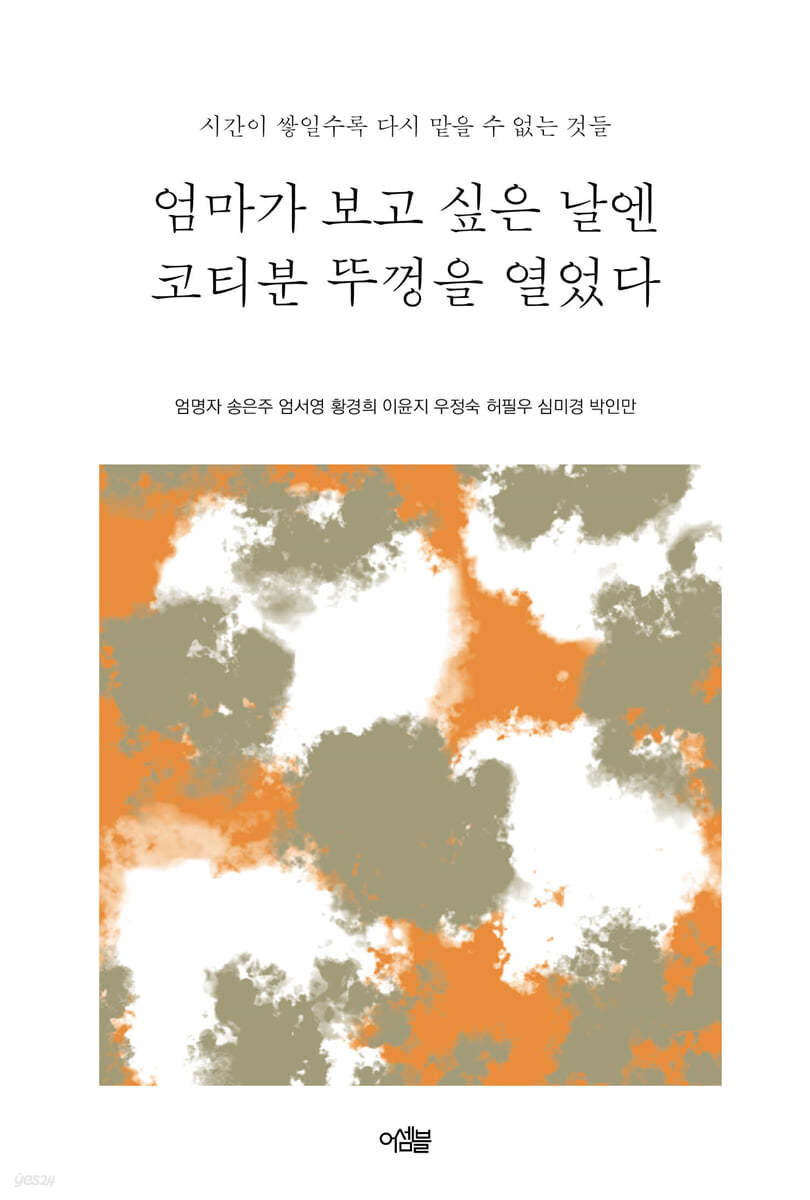 시간이 쌓일수록 다시 맡을 수 없는 것들
엄마가 보고 싶은 날엔
코티분 뚜껑을 열었다
엄명자 송은주 엄서영 황경희 이윤지 우정숙 허필우 심미경 박인만
어셈블
yes24